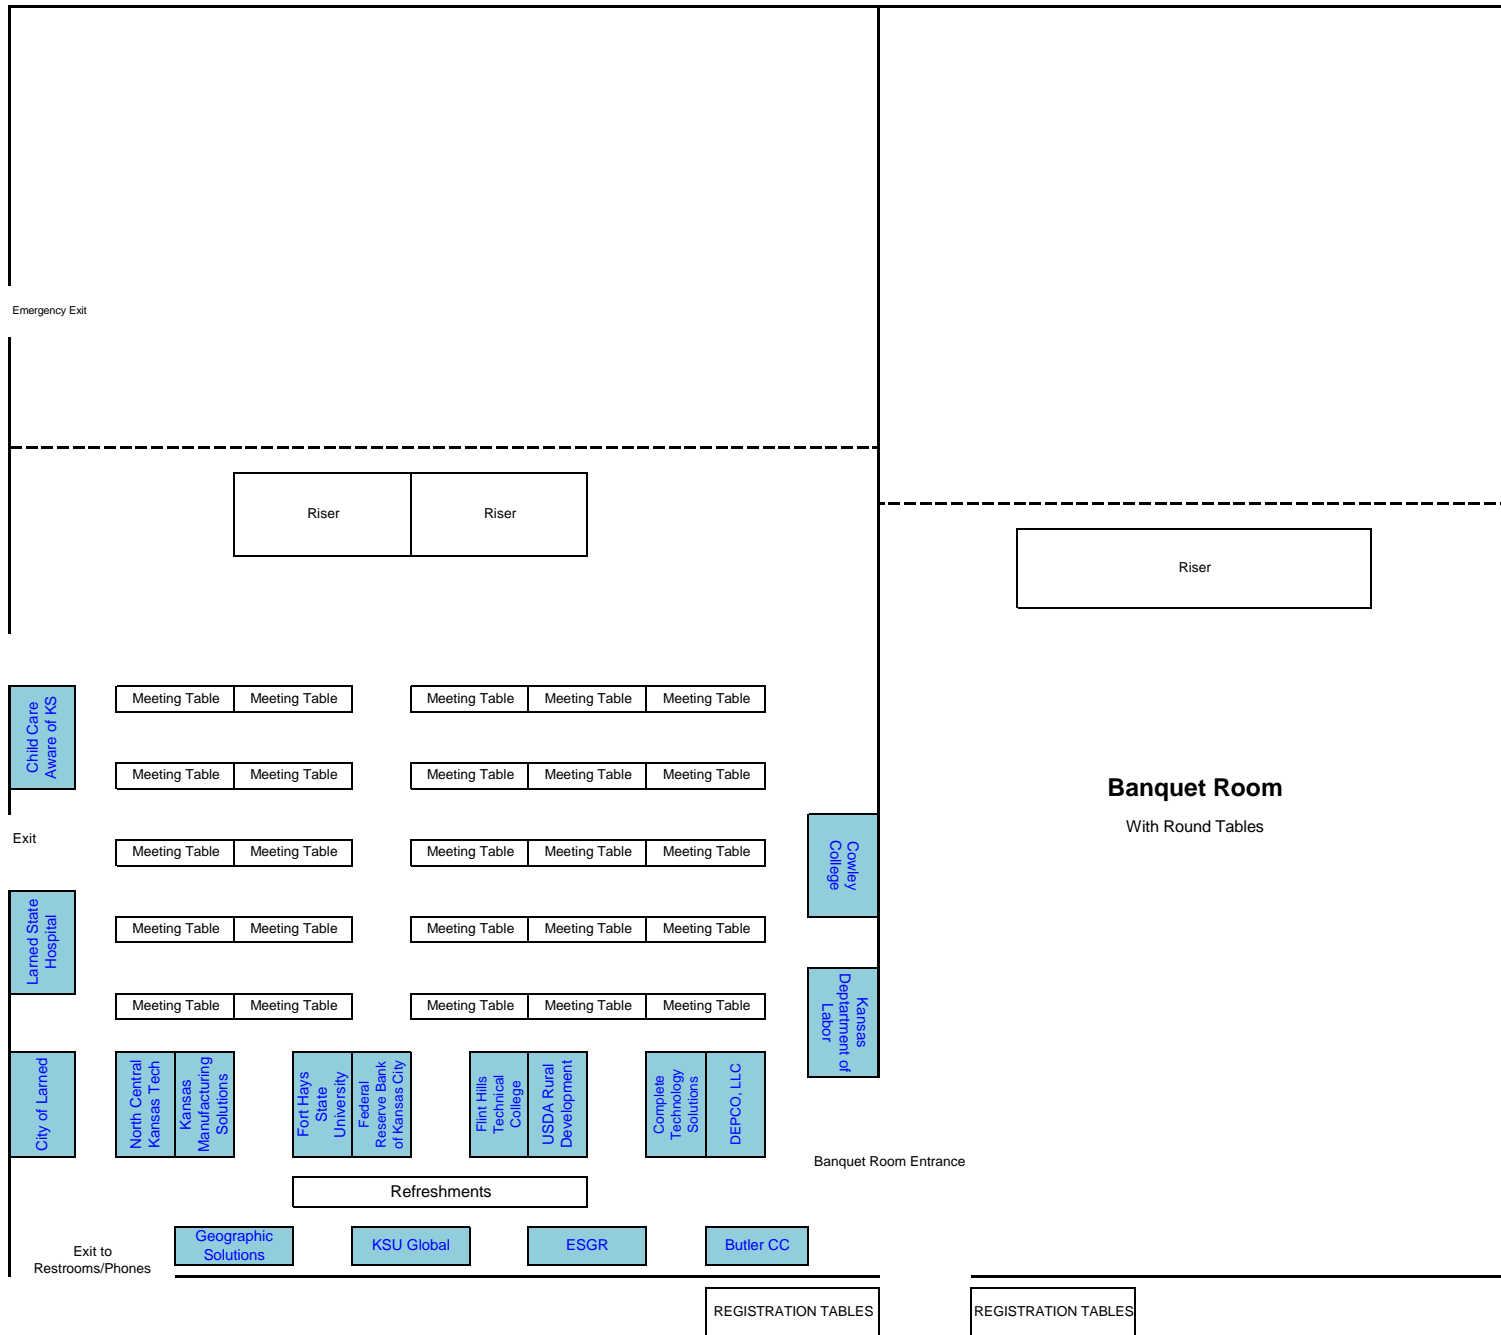 Emergency Exit
Riser
Riser
Riser
Child Care
Aware of KS
Meeting Table
Meeting Table
Meeting Table
Meeting Table
Meeting Table
Meeting Table
Meeting Table
Meeting Table
Meeting Table
Meeting Table
Banquet Room
With Round Tables
Exit
Meeting Table
Meeting Table
Meeting Table
Meeting Table
Meeting Table
Cowley
College
Larned State
Hospital
Meeting Table
Meeting Table
Meeting Table
Meeting Table
Meeting Table
Meeting Table
Meeting Table
Meeting Table
Meeting Table
Meeting Table
Kansas
Deptartment of
Labor
City of Larned
North Central
Kansas Tech
Kansas
Manufacturing
Solutions
Fort Hays
State
University
Federal
Reserve Bank
of Kansas City
Flint Hills
Technical
College
USDA Rural
Development
Complete
Technology
Solutions
DEPCO, LLC
Banquet Room Entrance
Refreshments
Geographic
Solutions
KSU Global
ESGR
Butler CC
Exit to
Restrooms/Phones
REGISTRATION TABLES
REGISTRATION TABLES